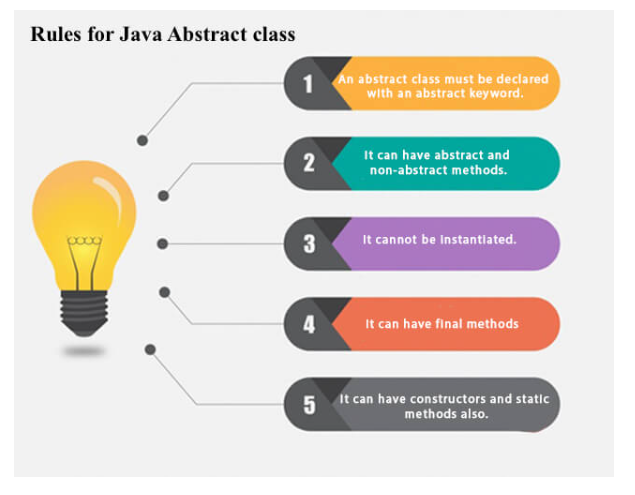 Rules for Java Abstract class
1
An abstract class must be declared
with an abstract keyword.
2
It can have abstract and
non-abstract methods.
3
It cannot be instantiated.
4
It can have final methods
5
It can have constructors and static
methods also.